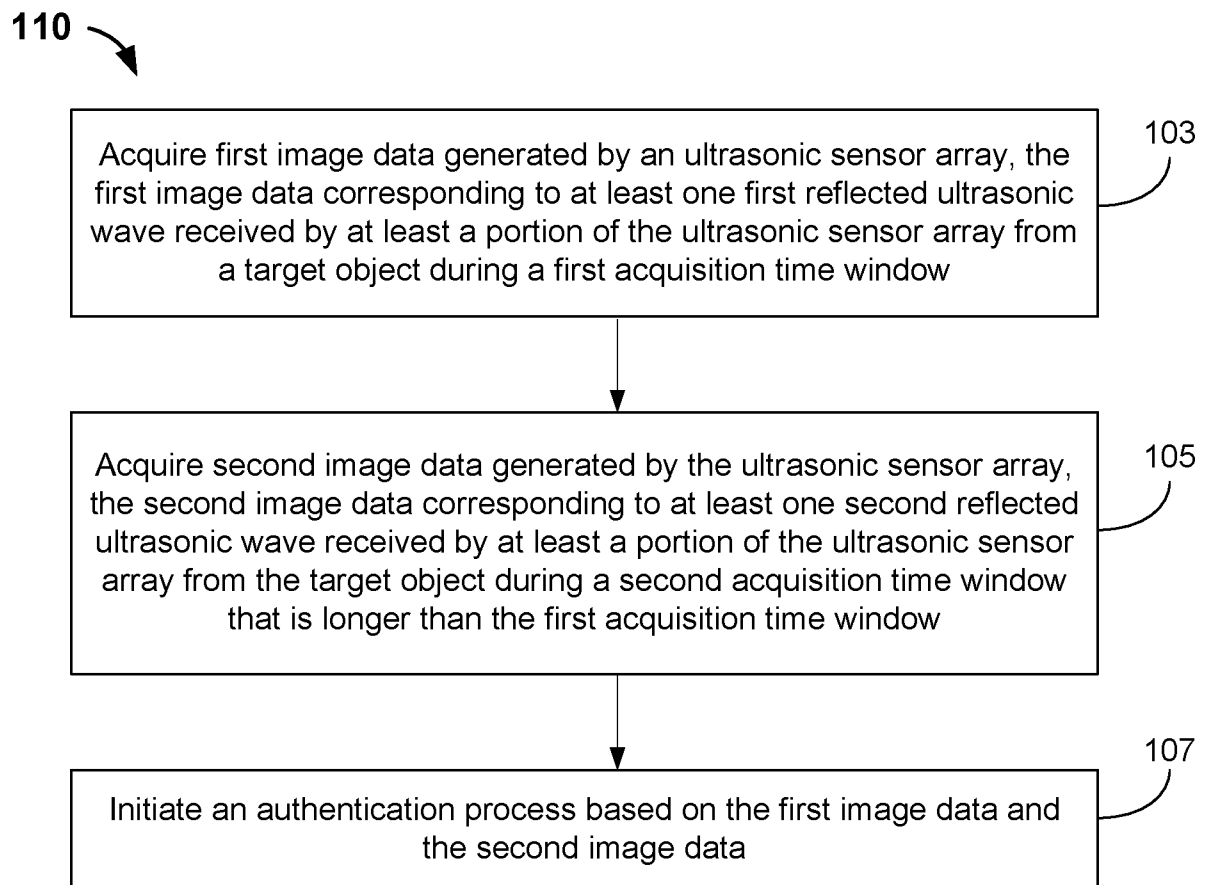 110
103
Acquire first image data generated by an ultrasonic sensor array, the
first image data corresponding to at least one first reflected ultrasonic
wave received by at least a portion of the ultrasonic sensor array from
a target object during a first acquisition time window
105
Acquire second image data generated by the ultrasonic sensor array,
the second image data corresponding to at least one second reflected
ultrasonic wave received by at least a portion of the ultrasonic sensor
array from the target object during a second acquisition time window
that is longer than the first acquisition time window
107
Initiate an authentication process based on the first image data and
the second image data